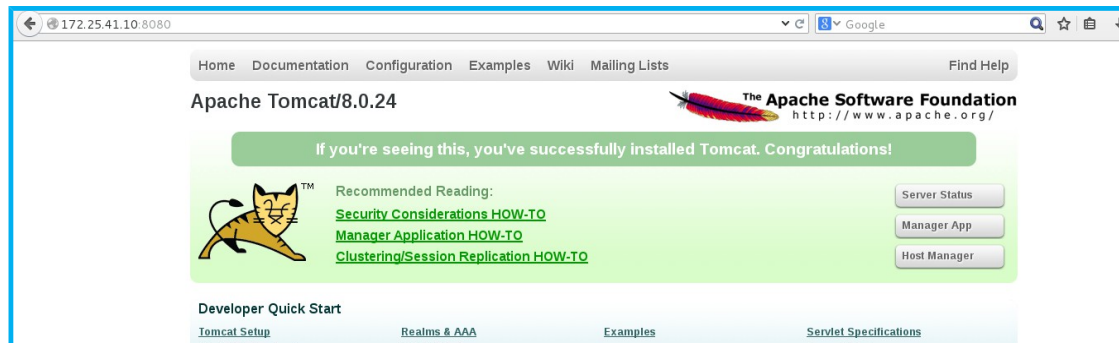 172.25.41.10:8080
8 Google
Home Documentation Configuration Examples Wiki Mailing Lists Find Help
Apache Tomcat/8.0.24
The Apache Software Foundation
http://www.apache.org/
If you're seeing this, you've successfully installed Tomcat. Congratulations!
TM
Recommended Reading:
Security Considerations HOW-TO
Manager Application HOW-TO
Clustering/Session Replication HOW-TO
Server Status
Manager App
Host Manager
Developer Quick Start
Tomcat Setup Realms & AAA Examples Servlet Specifications